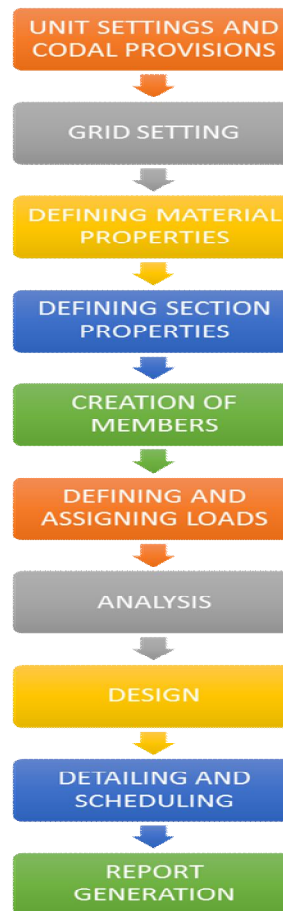 UNIT SETTINGS AND
CODAL PROVISIONS
GRID SETTING
DEFINING MATERIAL
PROPERTIES
DEFINING SECTION
PROPERTIES
CREATION OF
MEMBERS
DEFINING AND
ASSIGNING LOADS
ANALYSIS
DESIGN
DETAILING AND
SCHEDULING
REPORT
GENERATION